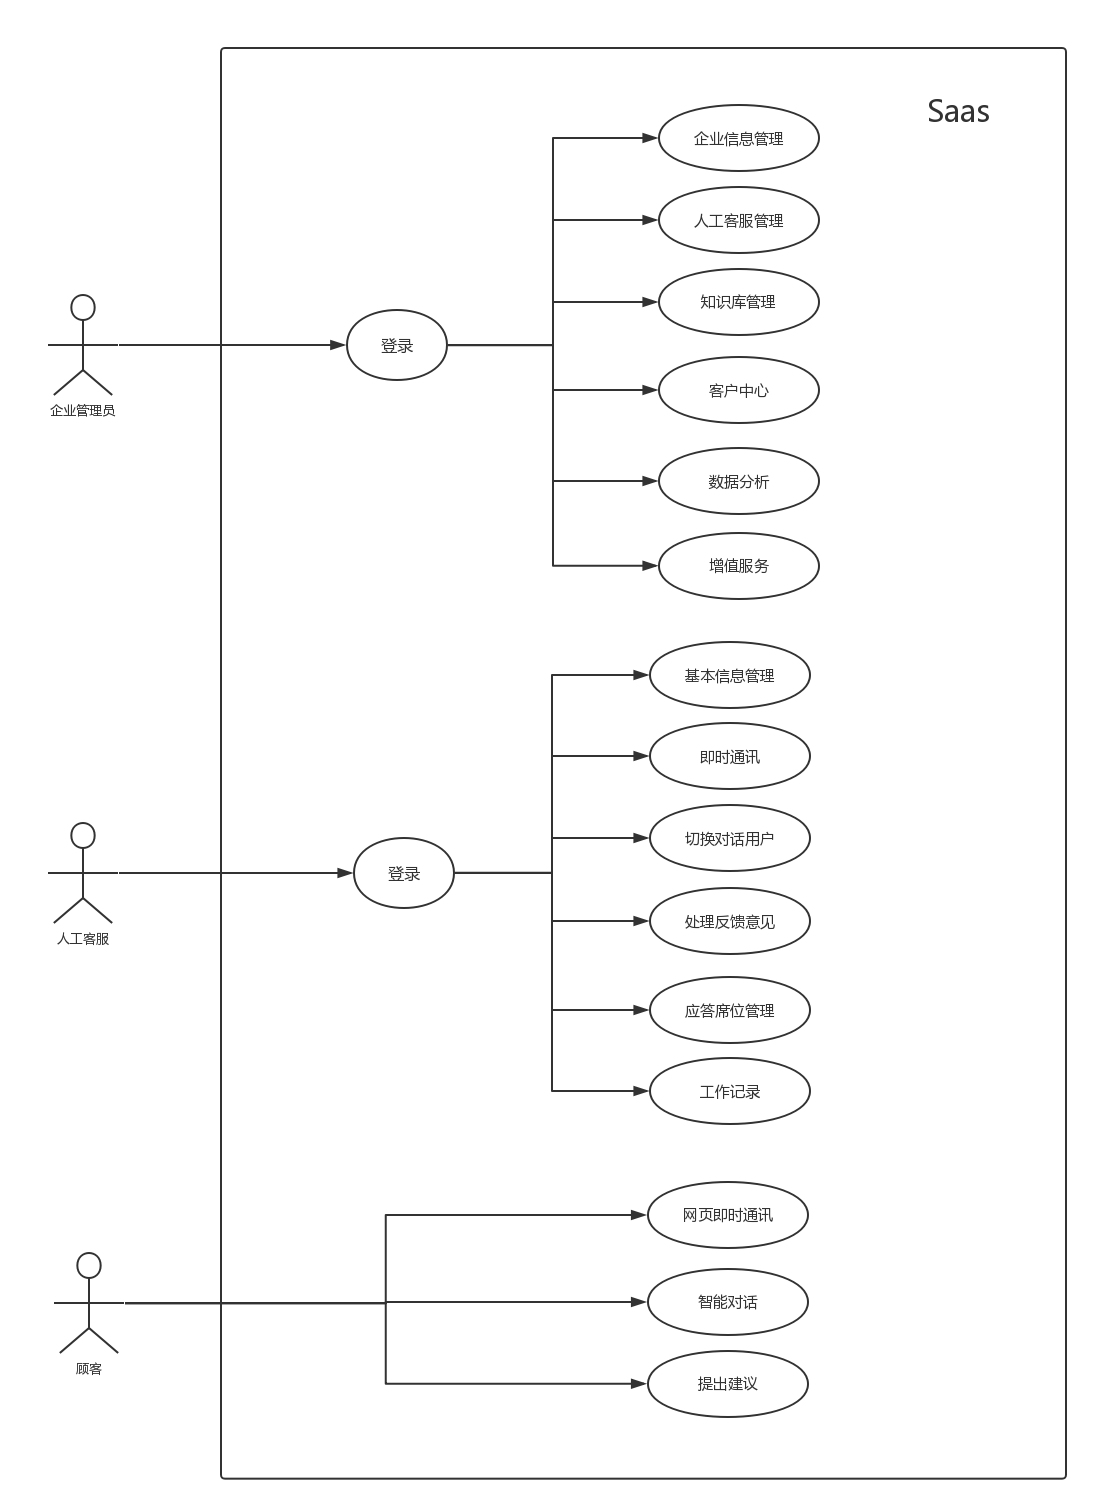 Saas
企业信息管理
人工客服管理
知识库管理
登录
客户中心
企业管理员
数据分析
增值服务
基本信息管理
即时通讯
切换对话用户
登录
处理反馈意见
人工客服
应答席位管理
工作记录
网页即时通讯
智能对话
顾客
提出建议